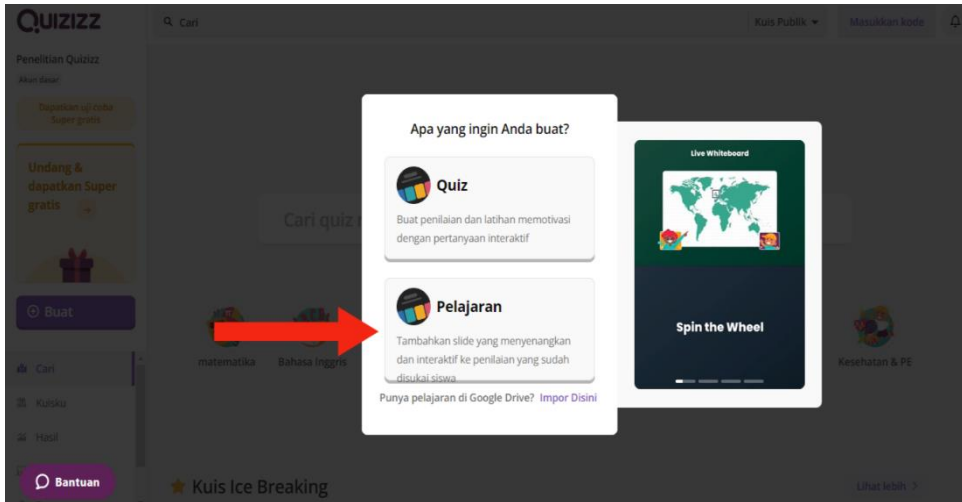 QUIZIZZ
Cari
Kuis Publik
Masukkan kode
Penelitian Quizizz
Akun dasar
Dapatkan uji coba
Super gratis
Undang &
dapatkan Super
gratis →
Buat
Cari
Kuisku
Hasil
Bantuan
Cari quiz
matematika
Bahasa Inggris
Kesehatan & PE
Apa yang ingin Anda buat?
Quiz
Buat penilaian dan latihan memotivasi
dengan pertanyaan interaktif
Pelajaran
Tambahkan slide yang menyenangkan
dan interaktif ke penilaian yang sudah
disukai siswa
Punya pelajaran di Google Drive? Impor Disini
Live Whiteboard
Spin the Wheel
Kuis Ice Breaking
Lihat lebih >